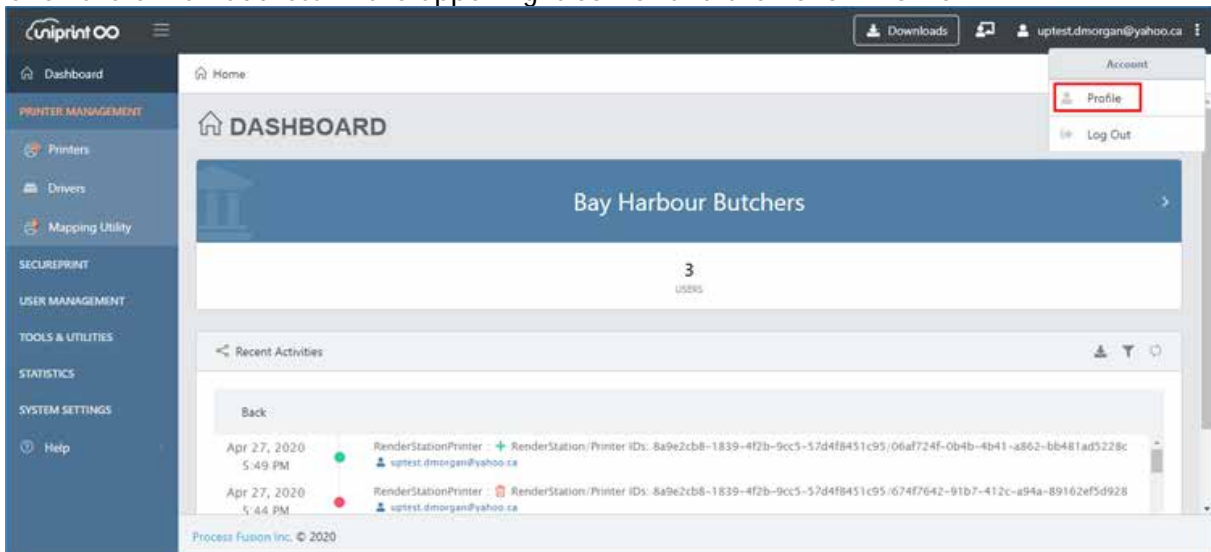 uniprint
Downloads
uptest.dmorgan@yahoo.ca
Account
Profile
Log Out
Dashboard
Home
PRINTER MANAGEMENT
DASHBOARD
Printers
Drivers
Mapping Utility
Bay Harbour Butchers
SECUREPRINT
3
USERS
USER MANAGEMENT
TOOLS & UTILITIES
Recent Activities
STATISTICS
SYSTEM SETTINGS
Back
Help
Apr 27, 2020
5:49 PM
RenderStationPrinter : + RenderStation/Printer IDs: 8a9e2cb8-1839-4f2b-9cc5-57d4f8451c95/06af724f-0b4b-4b41-a862-bb481ad5228c
uptest.dmorgan@yahoo.ca
Apr 27, 2020
5:44 PM
RenderStationPrinter : RenderStation/Printer IDs: 8a9e2cb8-1839-4f2b-9cc5-57d4f8451c95/674f7642-91b7-412c-a94a-89162ef5d928
uptest.dmorgan@yahoo.ca
Process Fusion Inc. © 2020